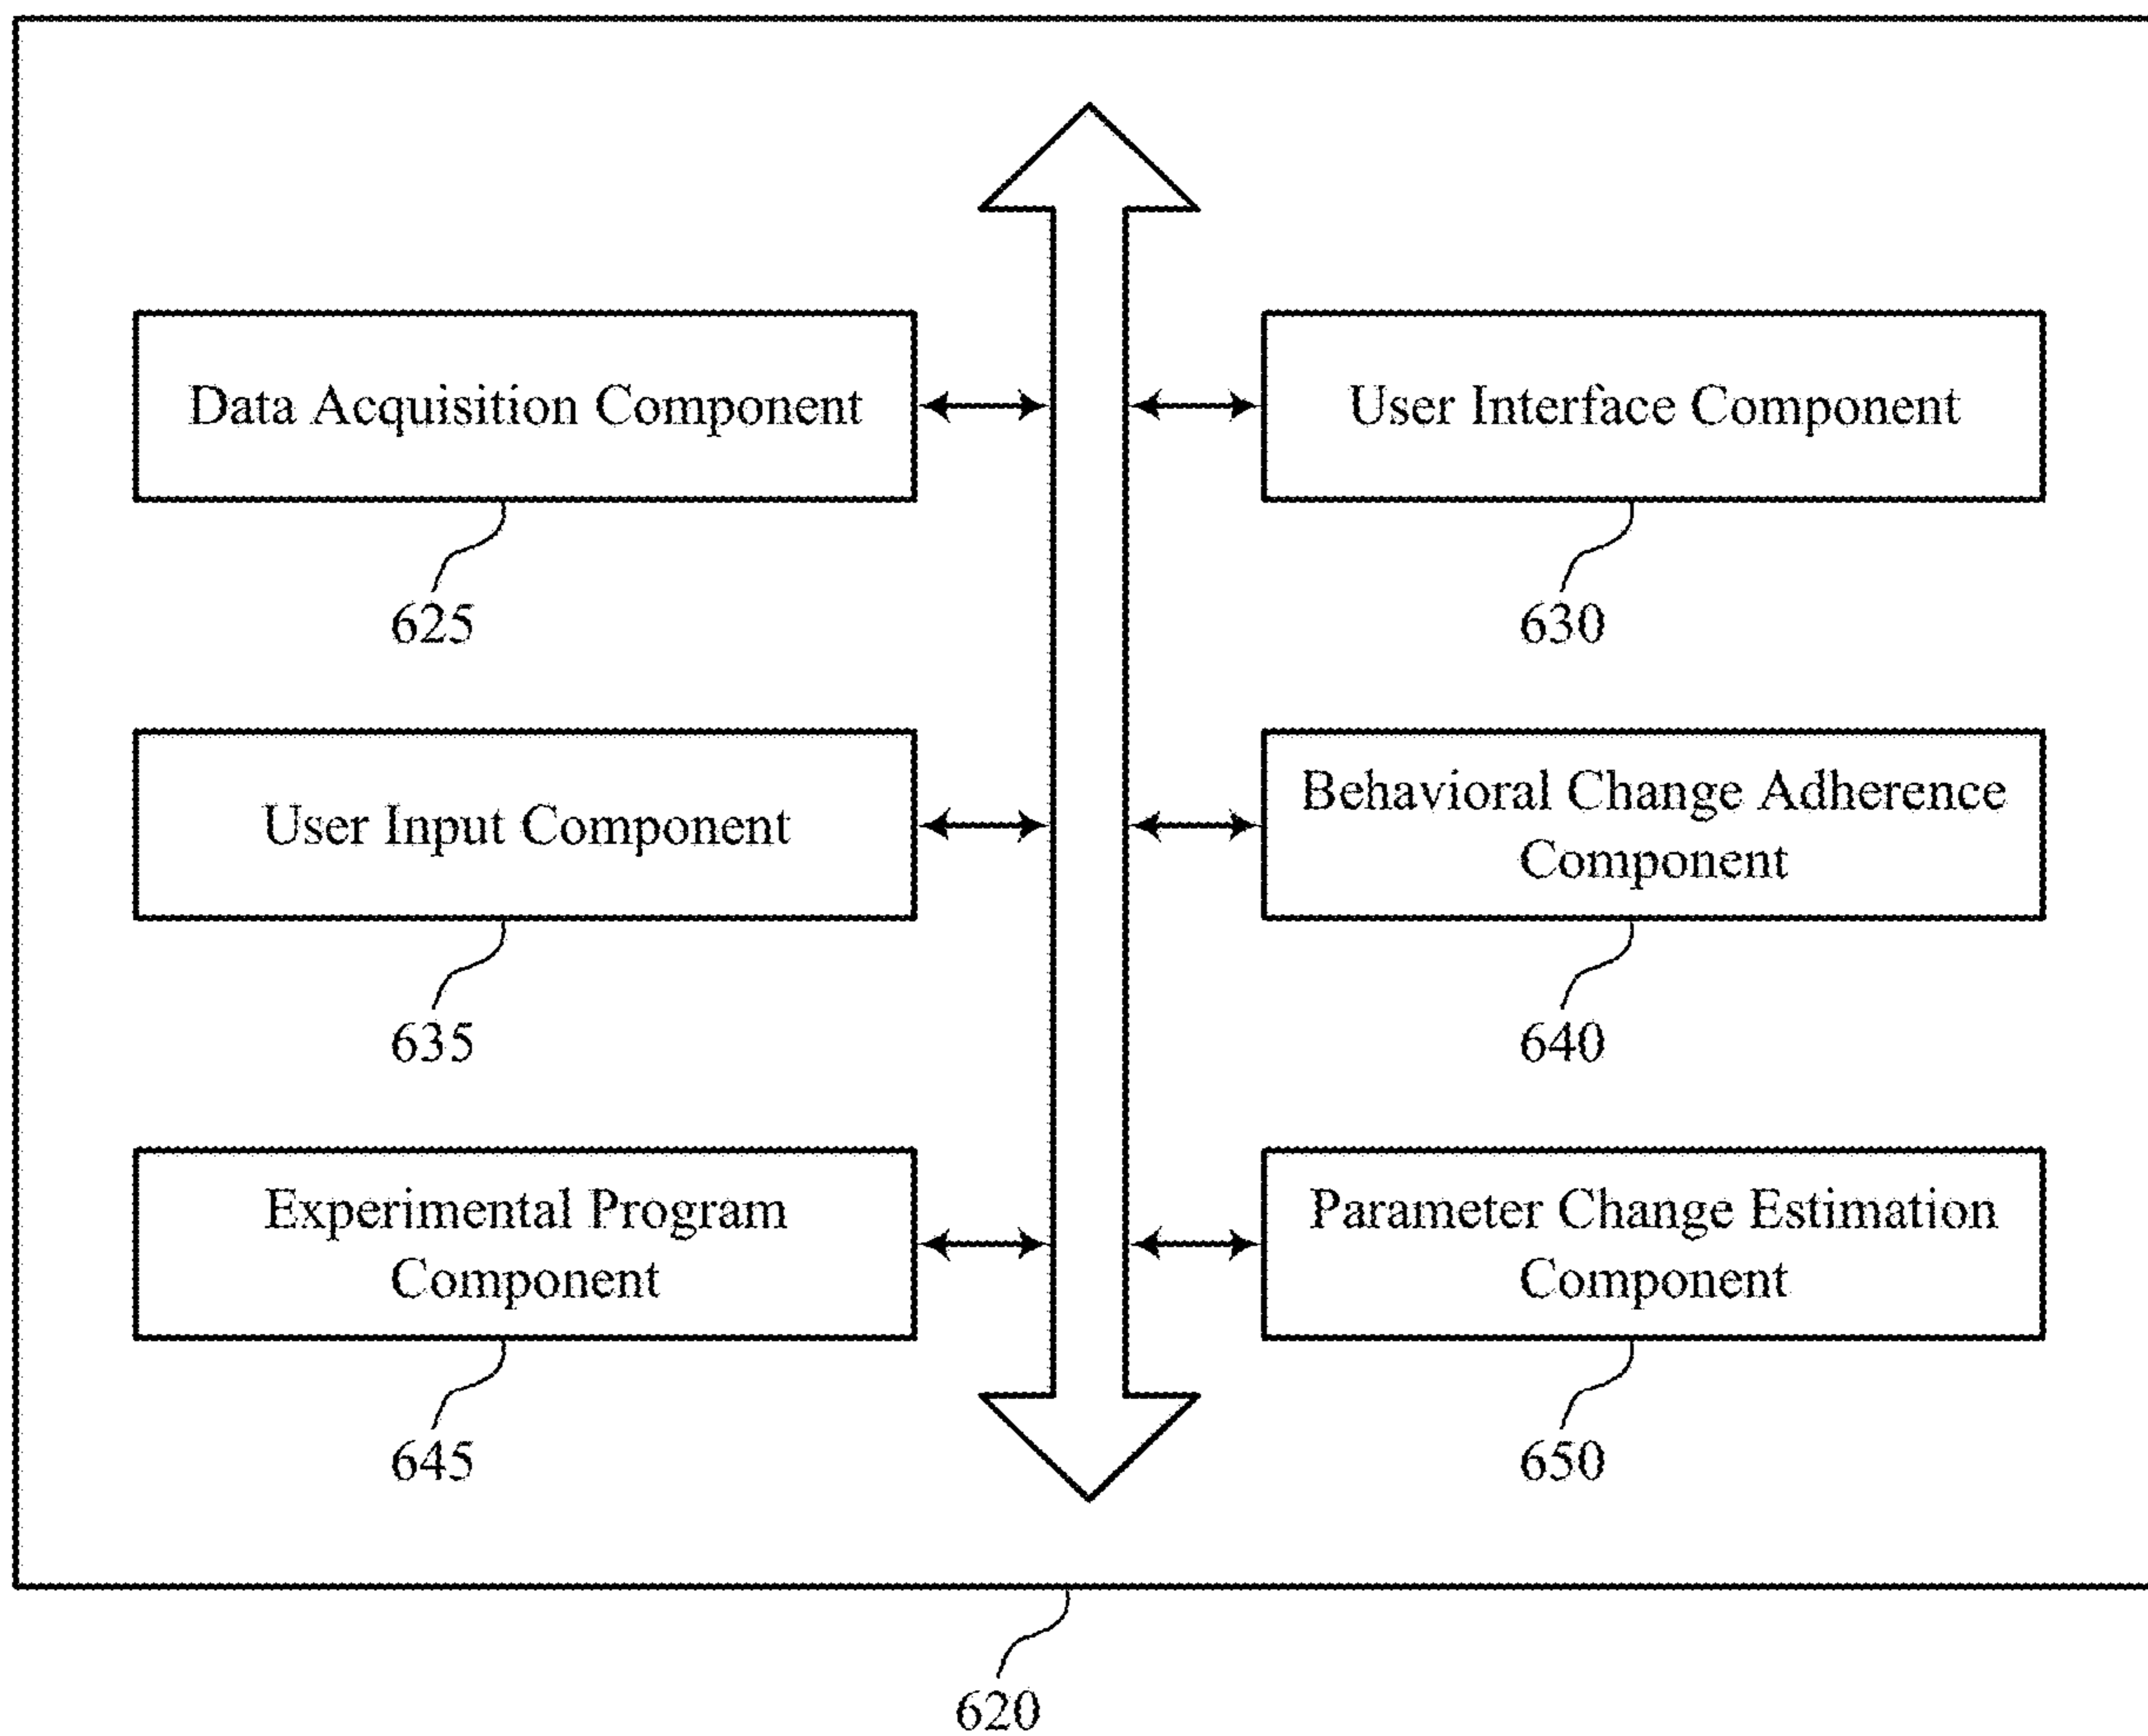 Data Acquisition Component
User Interface Component
625
630
User Input Component
Behavioral Change Adherence
Component
635
640
Experimental Program
Component
Parameter Change Estimation
Component
645
650
620